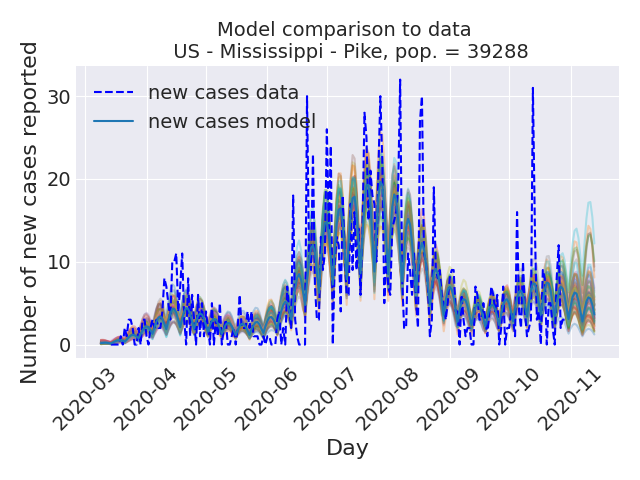 Model comparison to data
US - Mississippi - Pike, pop. = 39288
Number of new cases reported
30
20
10
0
new cases data
new cases model
2020-03
2020-04
2020-05
2020-06
2020-07
2020-08
2020-09
2020-10
2020-11
Day